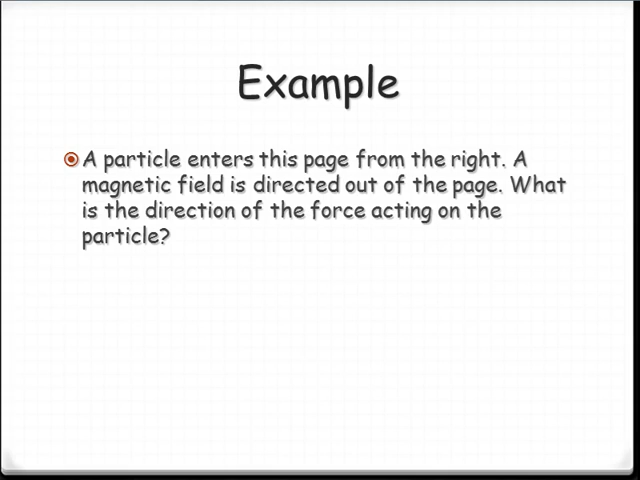 Example
A particle enters this page from the right. A
magnetic field is directed out of the page. What
is the direction of the force acting on the
particle?